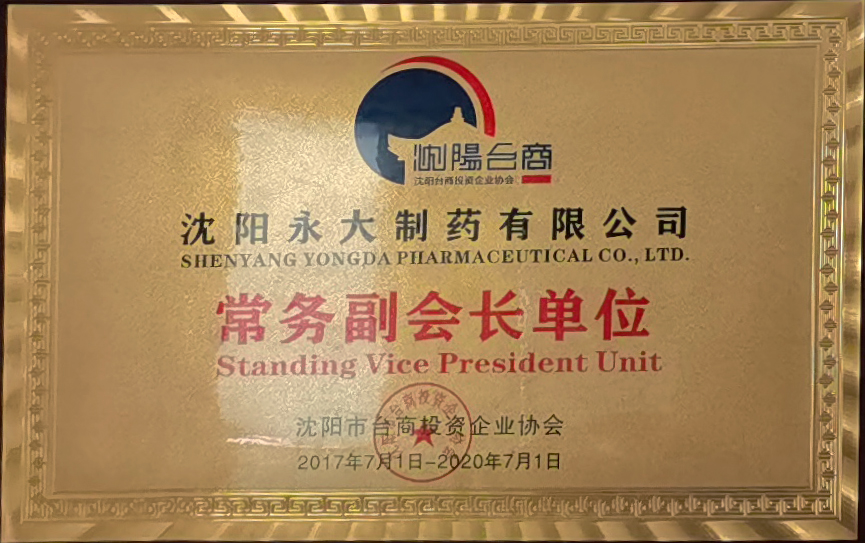 沈陽台商
沈阳台商投资企业协会
沈阳永大制药有限公司
SHENYANG YONGDA PHARMACEUTICAL CO., LTD.
常务副会长单位
Standing Vice President Unit
沈阳市台商投资企业协会
2017年7月1日-2020年7月1日